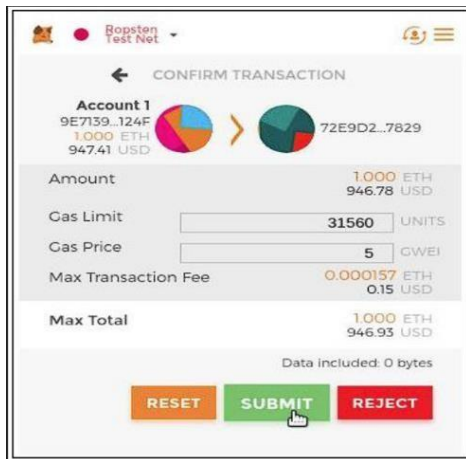 Ropsten
Test Net
CONFIRM TRANSACTION
Account 1
9E7139...124F
1.000 ETH
947.41 USD
72E9D2...7829
Amount 1.000 ETH
946.78 USD
Gas Limit 31560 UNITS
Gas Price 5 GWEI
Max Transaction Fee 0.000157 ETH
0.15 USD
Max Total 1.000 ETH
946.93 USD
Data included: 0 bytes
RESET SUBMIT REJECT